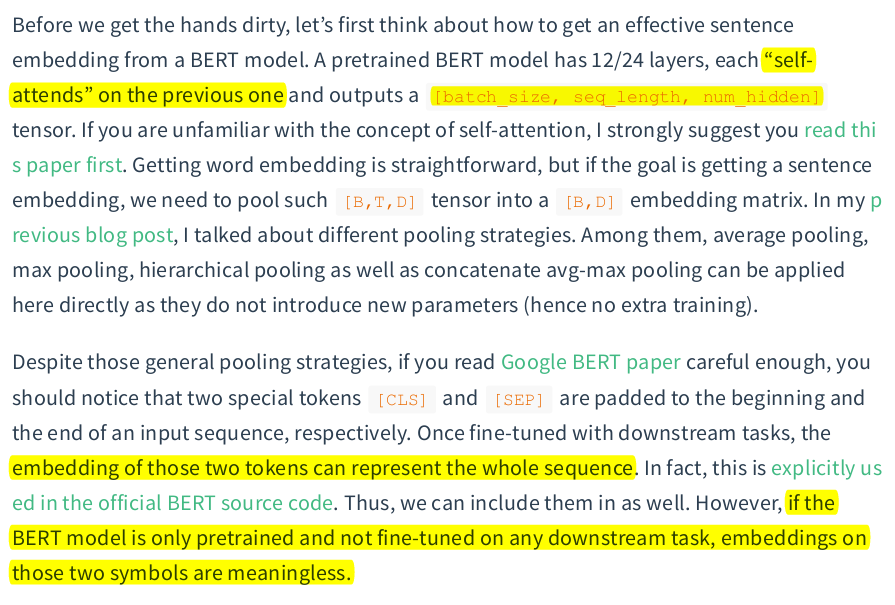 Before we get the hands dirty, let’s first think about how to get an effective sentence
embedding from a BERT model. A pretrained BERT model has 12/24 layers, each “self-
attends” on the previous one and outputs a [batch_size, seq_length, num_hidden]
tensor. If you are unfamiliar with the concept of self-attention, I strongly suggest you read thi
s paper first. Getting word embedding is straightforward, but if the goal is getting a sentence
embedding, we need to pool such [B,T,D] tensor into a [B,D] embedding matrix. In my p
revious blog post, I talked about different pooling strategies. Among them, average pooling,
max pooling, hierarchical pooling as well as concatenate avg-max pooling can be applied
here directly as they do not introduce new parameters (hence no extra training).
Despite those general pooling strategies, if you read Google BERT paper careful enough, you
should notice that two special tokens [CLS] and [SEP] are padded to the beginning and
the end of an input sequence, respectively. Once fine-tuned with downstream tasks, the
embedding of those two tokens can represent the whole sequence. In fact, this is explicitly us
ed in the official BERT source code. Thus, we can include them in as well. However, if the
BERT model is only pretrained and not fine-tuned on any downstream task, embeddings on
those two symbols are meaningless.